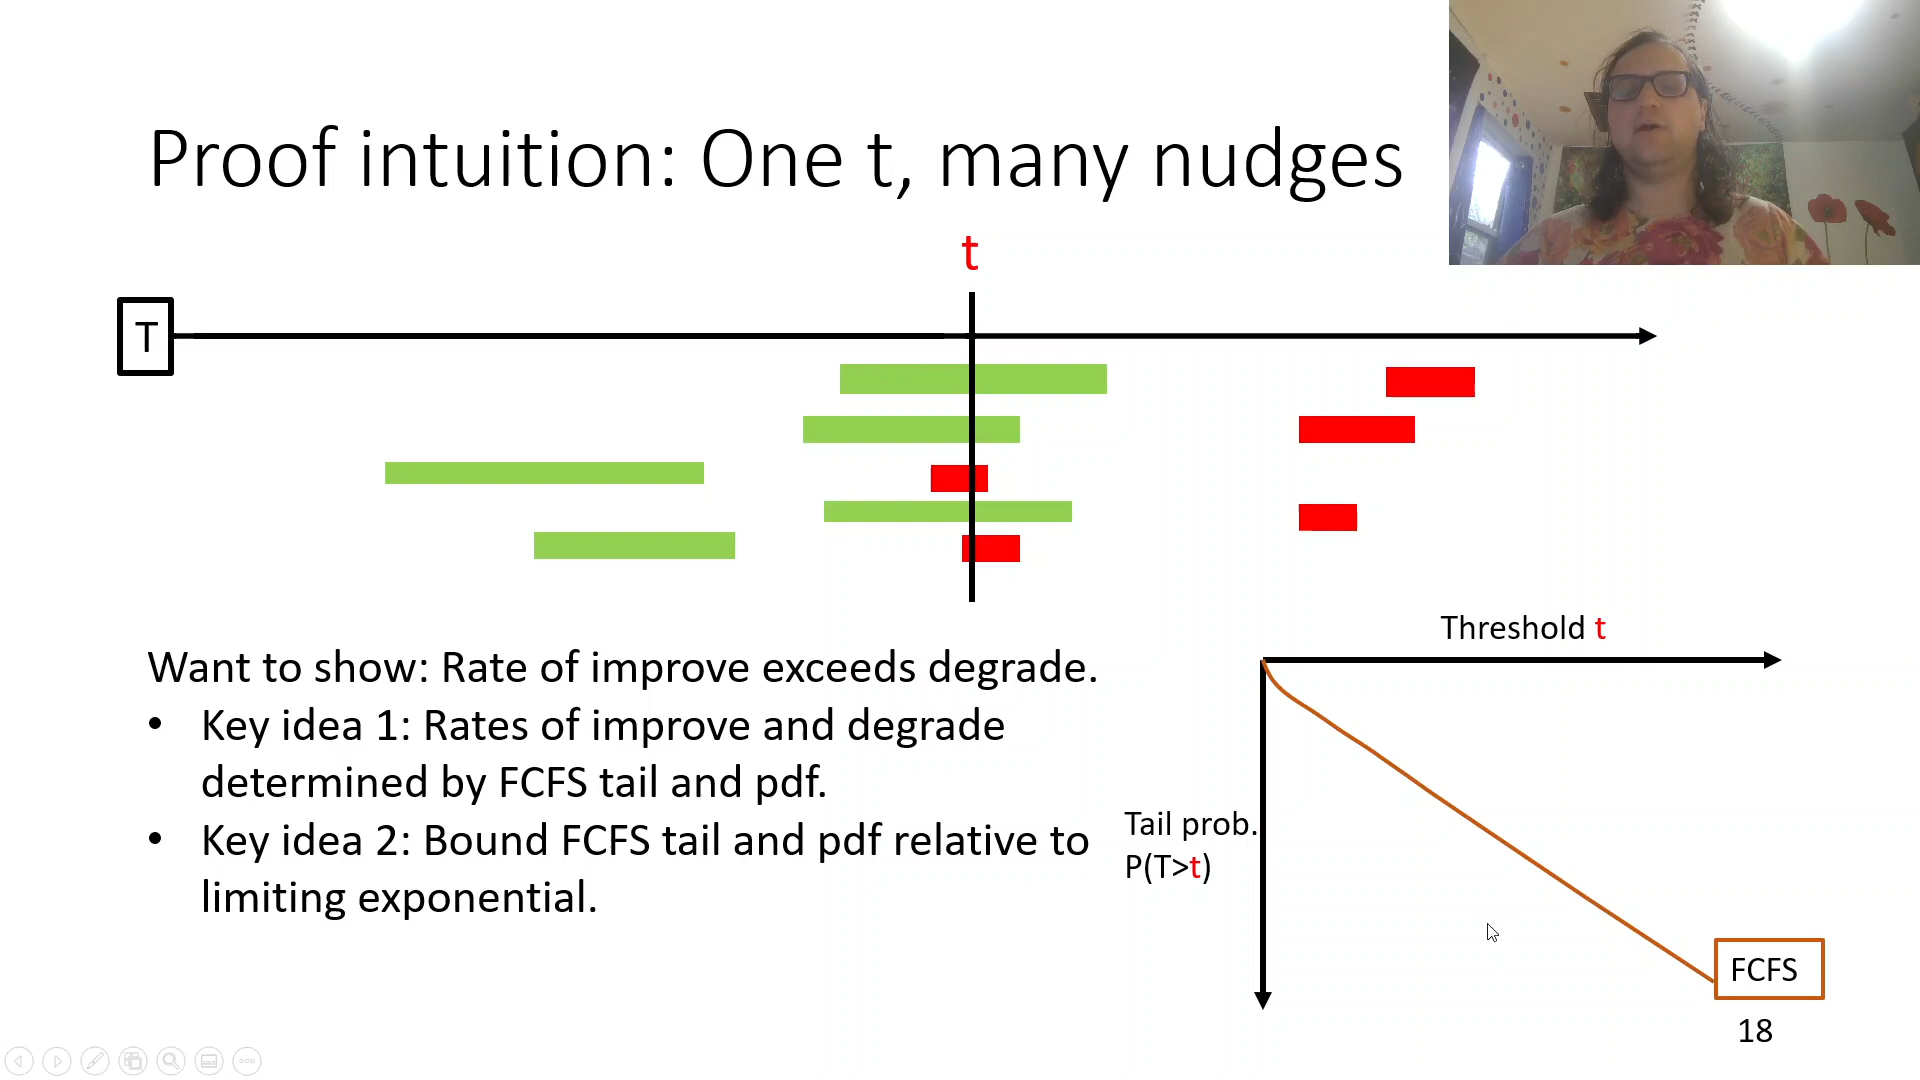 Proof intuition: One t, many nudges
t
T
Want to show: Rate of improve exceeds degrade.
• Key idea 1: Rates of improve and degrade
determined by FCFS tail and pdf.
• Key idea 2: Bound FCFS tail and pdf relative to
limiting exponential.
Threshold t
Tail prob.
P(T>t)
FCFS
18